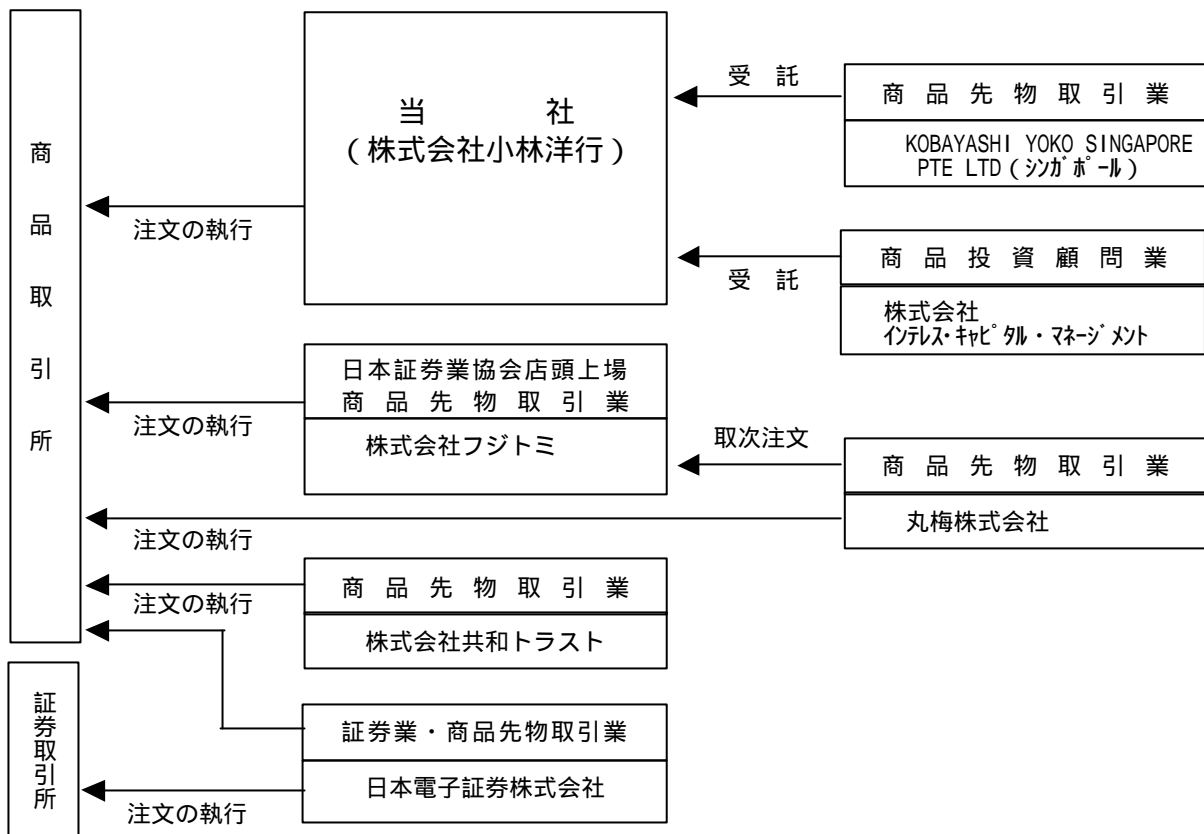 商品取引所
当社
(株式会社小林洋行)
受託
商品先物取引業
KOBAYASHI YOKO SINGAPORE
PTE LTD(シンガポール)
注文の執行
受託
商品投資顧問業
株式会社
インテレス・キャピタル・マネージメント
日本証券業協会店頭上場
商品先物取引業
株式会社フジトミ
注文の執行
取次注文
商品先物取引業
丸梅株式会社
注文の執行
商品先物取引業
株式会社共和トラスト
注文の執行
証券取引所
証券業・商品先物取引業
日本電子証券株式会社
注文の執行